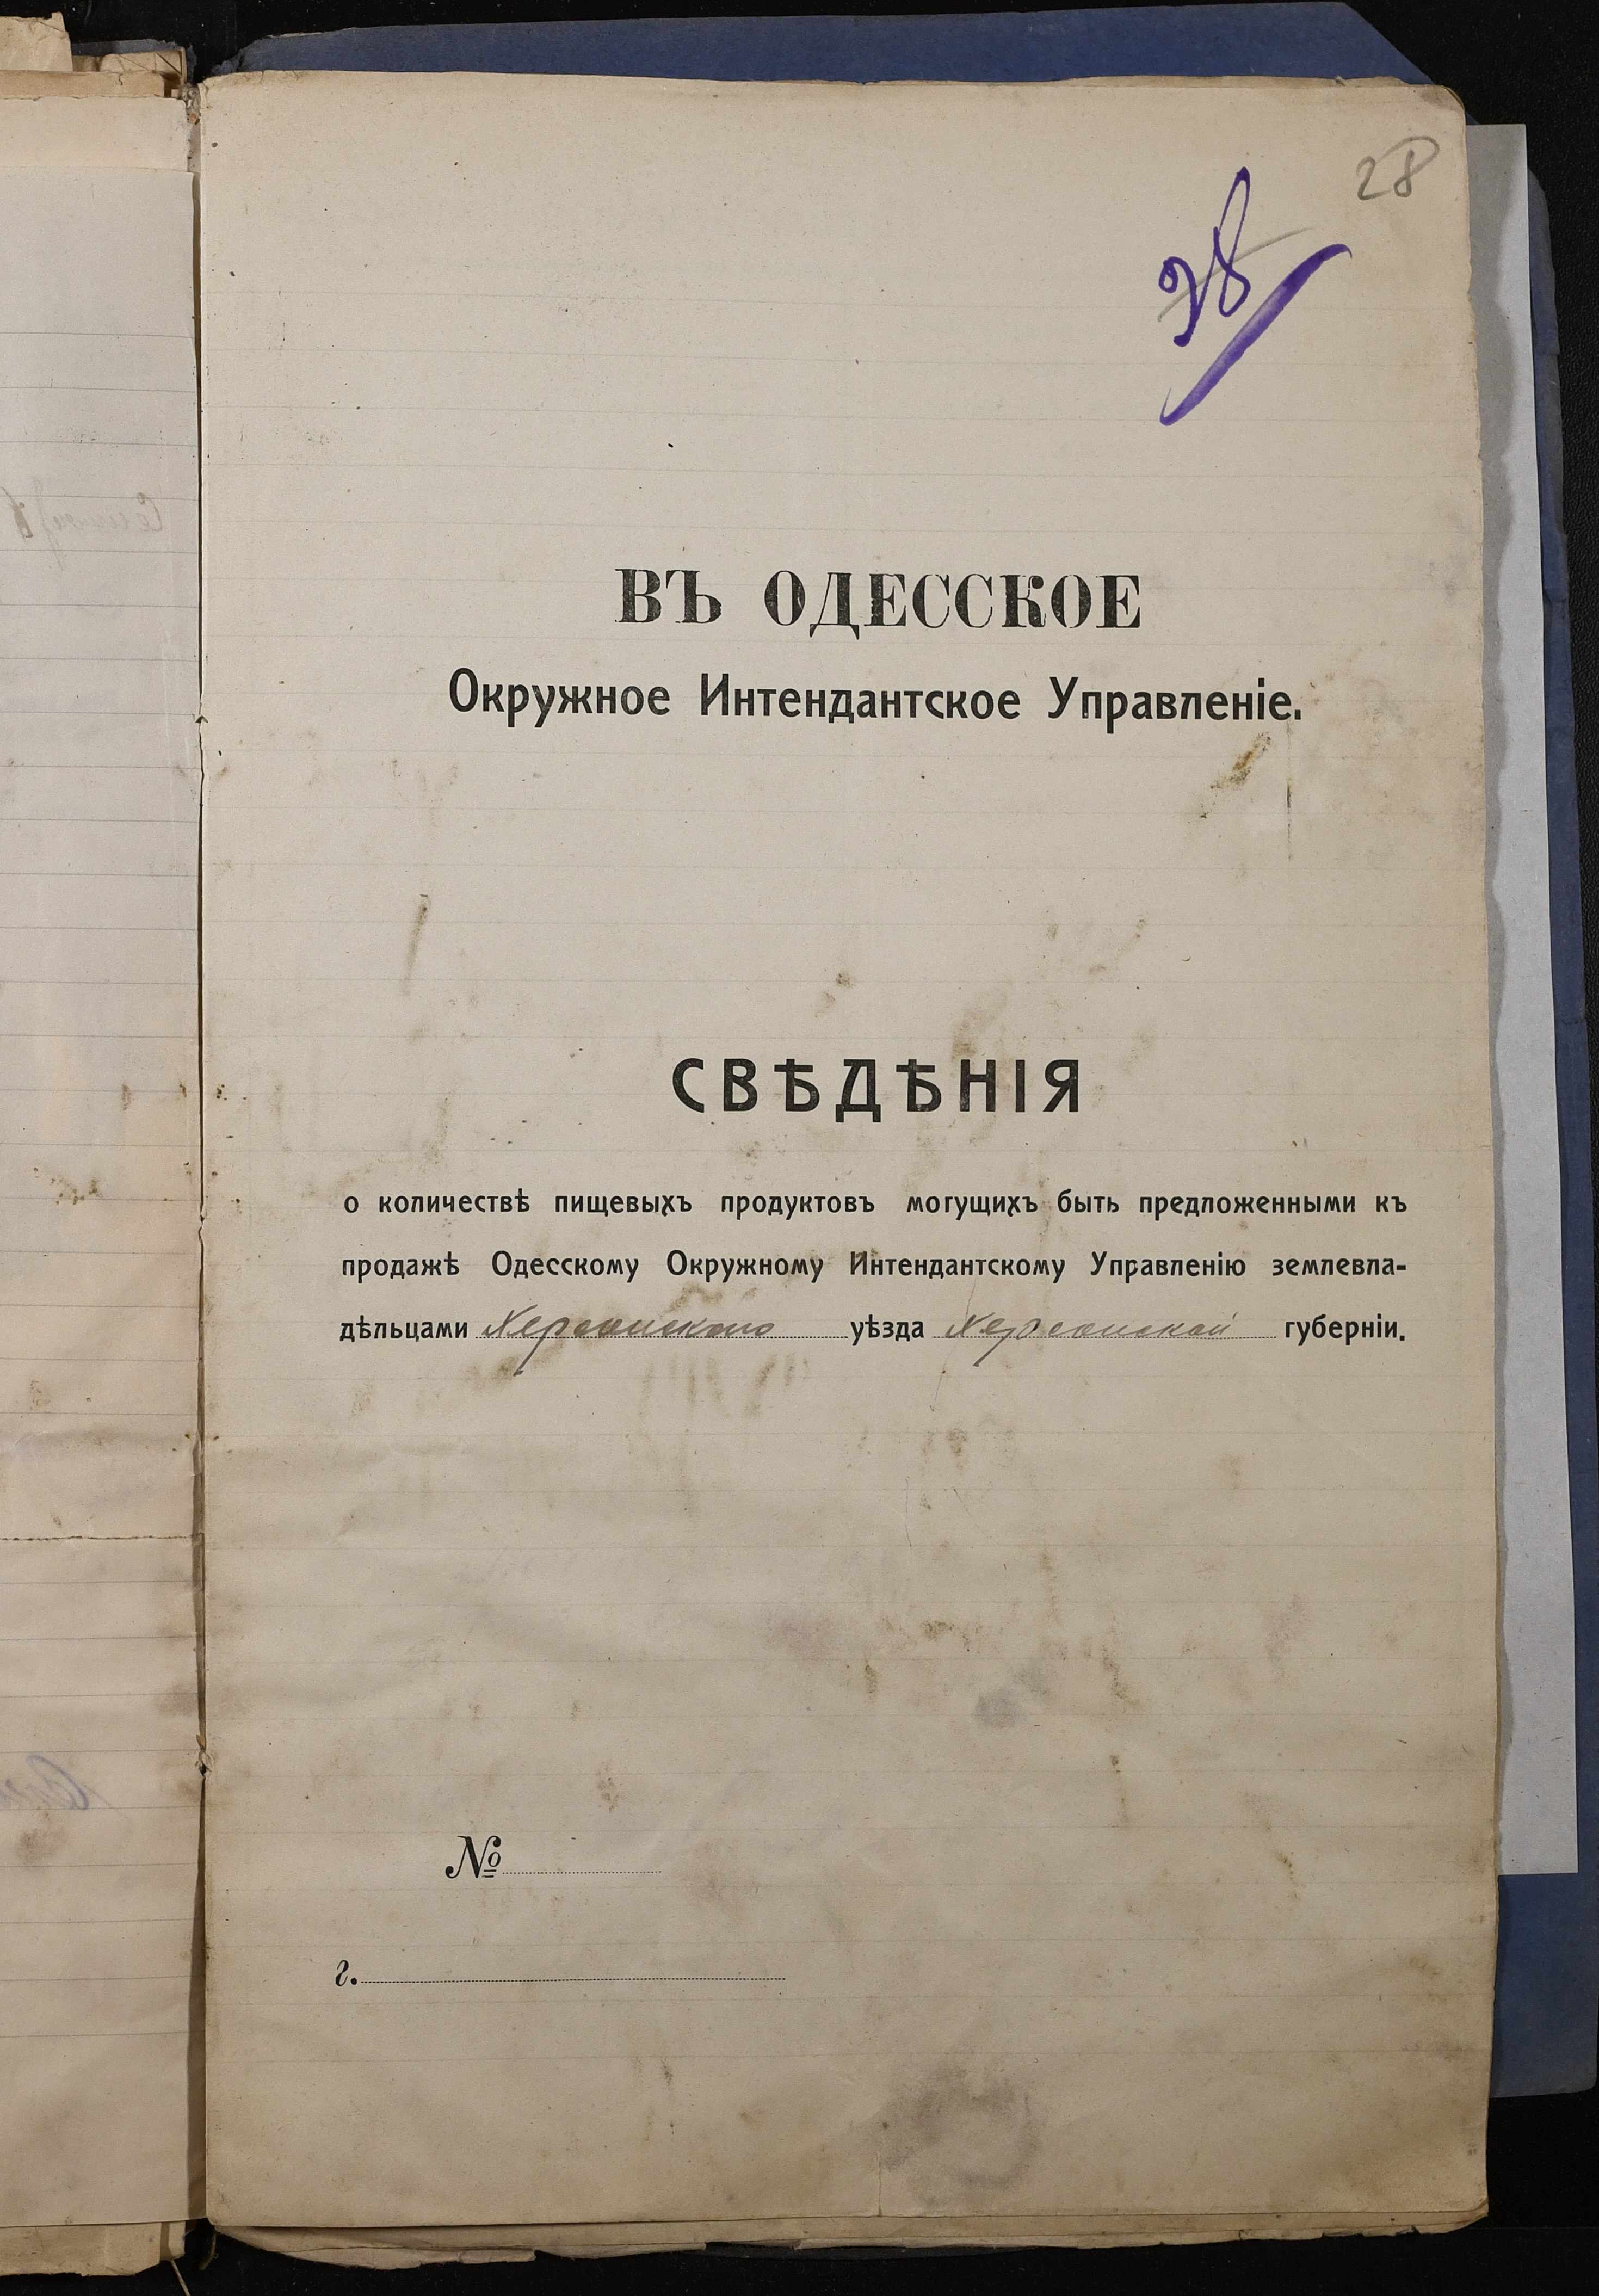 28
28
ВЪ ОДЕССКОЕ
Окружное Интендантское Управленіе.
СВѢДѢНІЯ
о количествѣ пищевыхъ продуктовъ могущихъ быть предложенными къ
продажѣ Одесскому Окружному Интендантскому Управленію землевла-
дѣльцами Херсонского уѣзда Херсонской губерніи.
№
г.